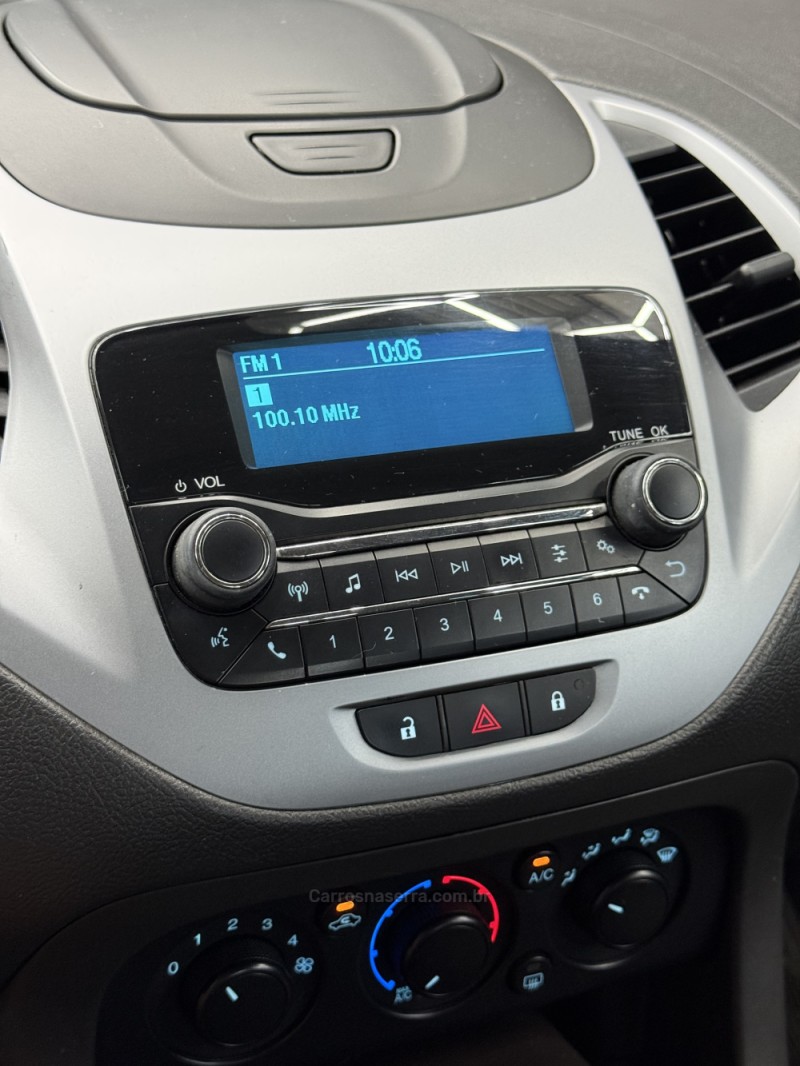 FM 1 10:06
1
100.10 MHz
TUNE OK
VOL
1 2 3 4 5 6
A/C
0 1 2 3 4
MAX A/C
Carrosnaserra.com.br